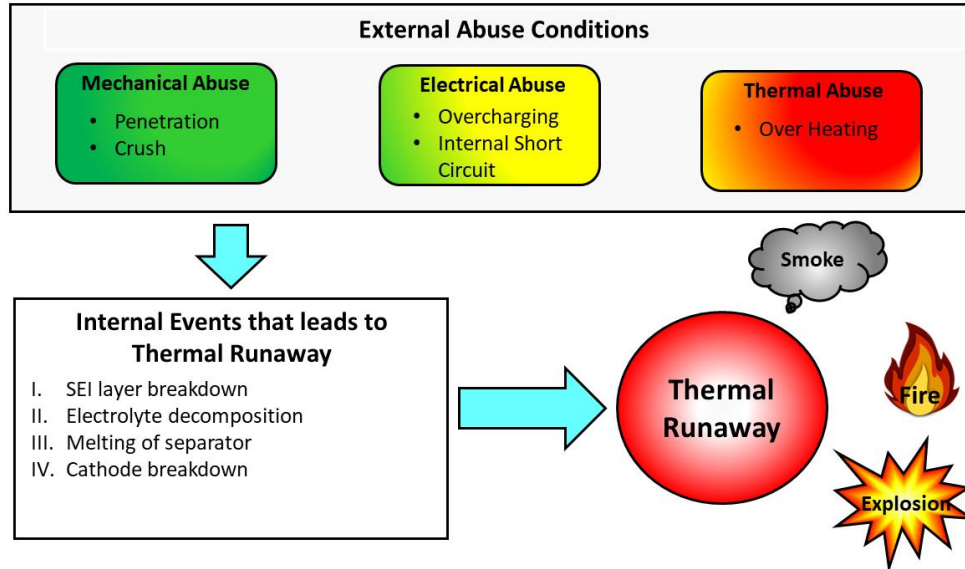 External Abuse Conditions
Mechanical Abuse
• Penetration
• Crush
Electrical Abuse
• Overcharging
• Internal Short
Circuit
Thermal Abuse
• Over Heating
Internal Events that leads to
Thermal Runaway
I. SEI layer breakdown
II. Electrolyte decomposition
III. Melting of separator
IV. Cathode breakdown
Thermal
Runaway
Smoke
Fire
Explosion